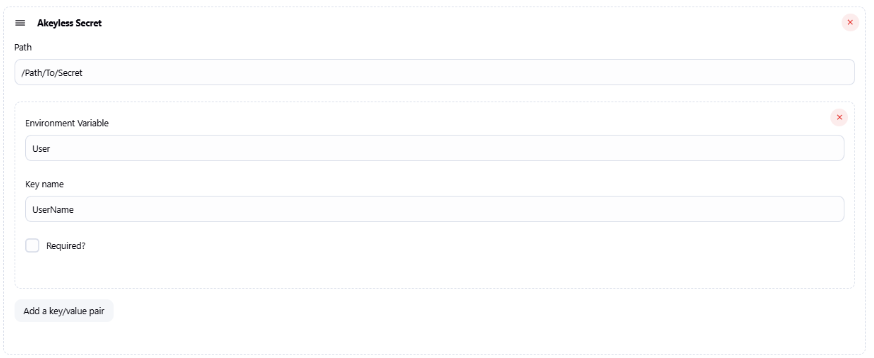 Akeyless Secret
Path
/Path/To/Secret
Environment Variable
User
Key name
UserName
Required?
Add a key/value pair